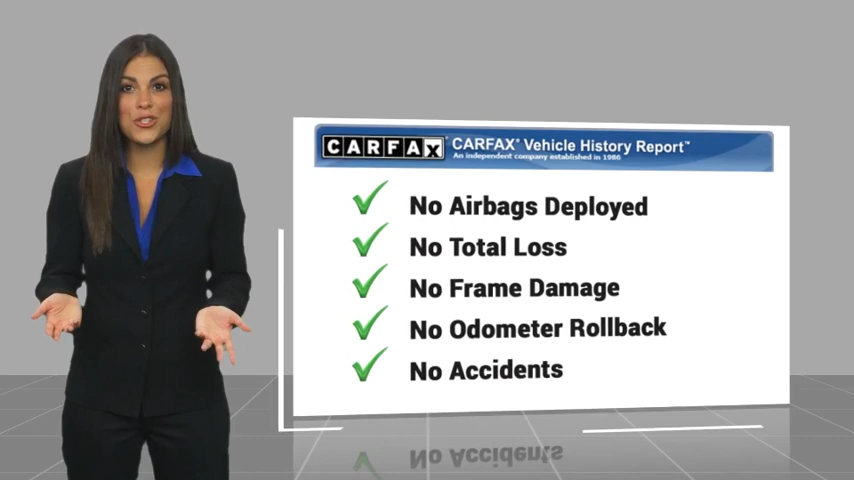 CARFAX
CARFAX® Vehicle History Report™
An independent company established in 1986
No Airbags Deployed
No Total Loss
No Frame Damage
No Odometer Rollback
No Accidents
No Accidents